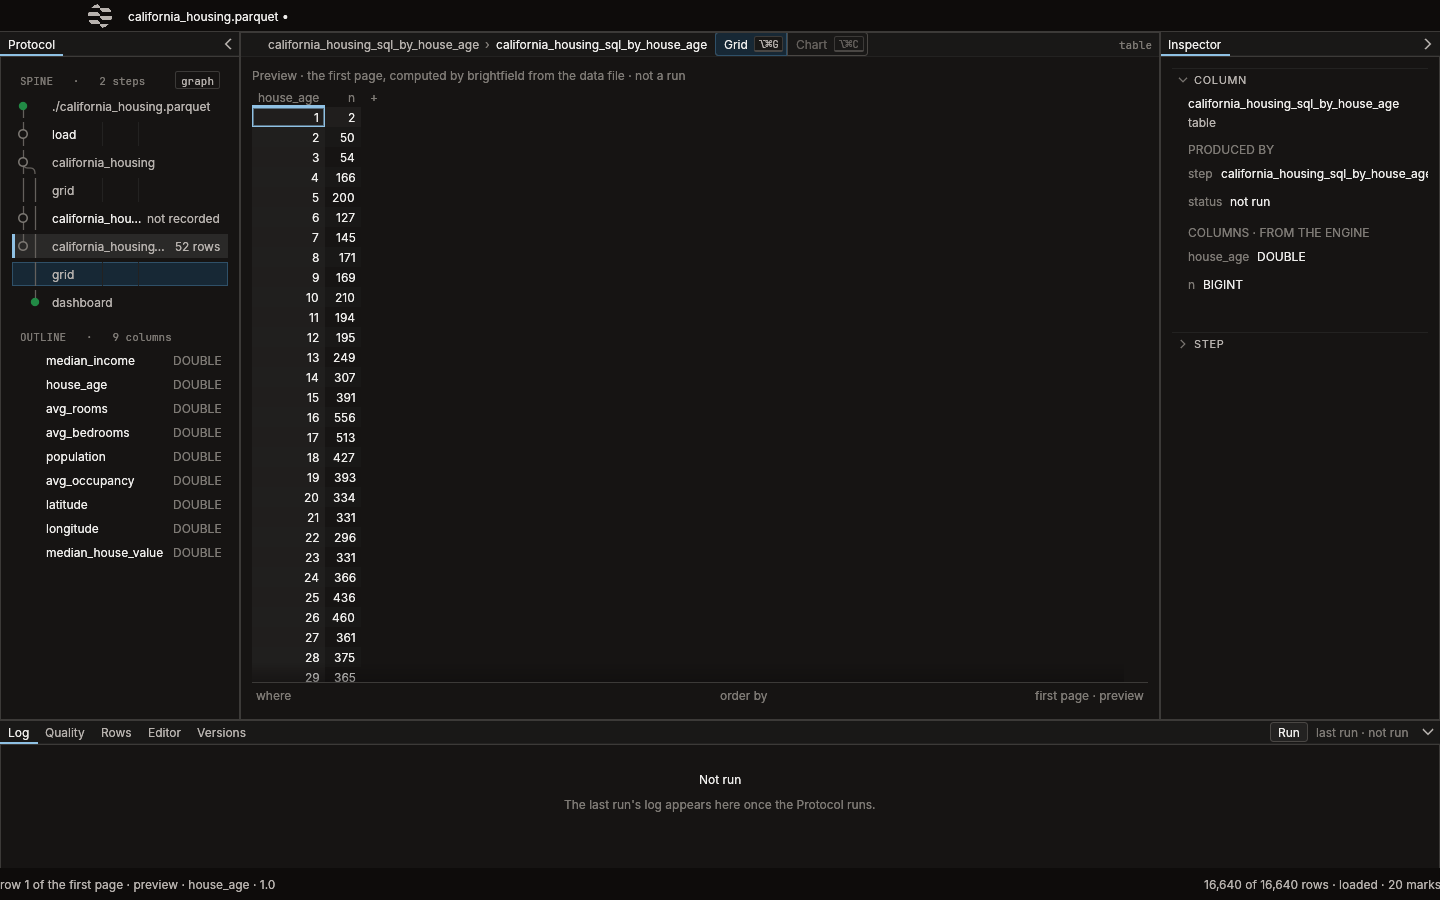 california_housing.parquet •
Protocol
california_housing_sql_by_house_age › california_housing_sql_by_house_age Grid ⌥⌘G Chart ⌥⌘C table
Inspector
SPINE · 2 steps graph
./california_housing.parquet
load
california_housing
grid
california_hou... not recorded
california_housing... 52 rows
grid
dashboard
OUTLINE · 9 columns
median_income DOUBLE
house_age DOUBLE
avg_rooms DOUBLE
avg_bedrooms DOUBLE
population DOUBLE
avg_occupancy DOUBLE
latitude DOUBLE
longitude DOUBLE
median_house_value DOUBLE
Preview · the first page, computed by brightfield from the data file · not a run
house_age n +
1 2
2 50
3 54
4 166
5 200
6 127
7 145
8 171
9 169
10 210
11 194
12 195
13 249
14 307
15 391
16 556
17 513
18 427
19 393
20 334
21 331
22 296
23 331
24 366
25 436
26 460
27 361
28 375
29 365
where order by first page · preview
COLUMN
california_housing_sql_by_house_age
table
PRODUCED BY
step california_housing_sql_by_house_age
status not run
COLUMNS · FROM THE ENGINE
house_age DOUBLE
n BIGINT
STEP
Log Quality Rows Editor Versions Run last run · not run
Not run
The last run's log appears here once the Protocol runs.
row 1 of the first page · preview · house_age · 1.0
16,640 of 16,640 rows · loaded · 20 marks